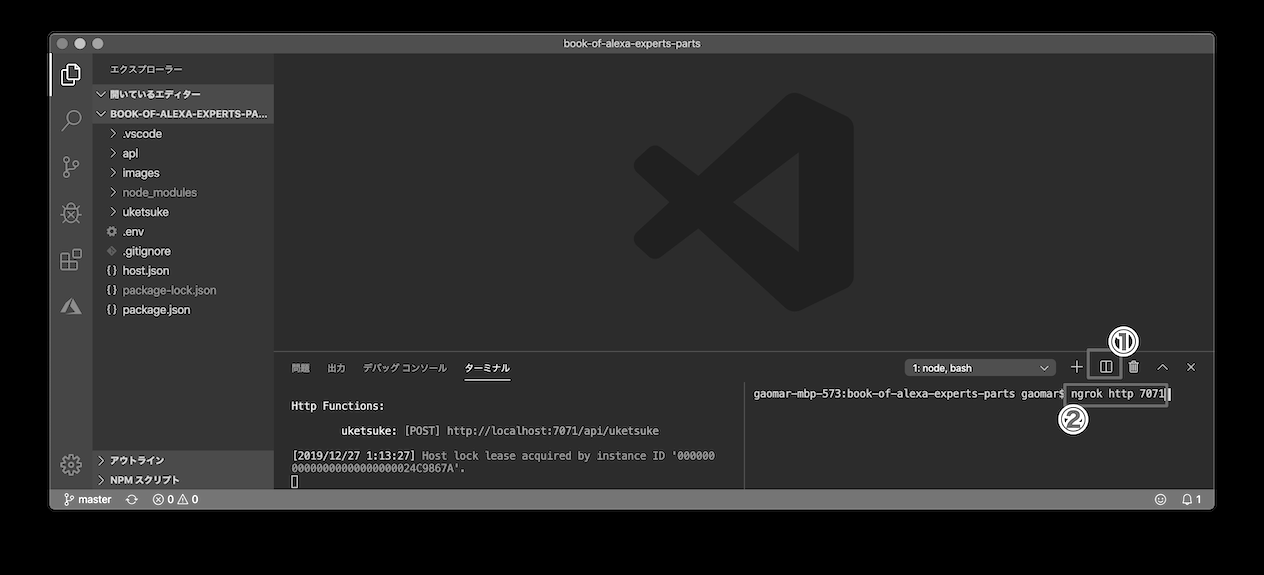 book-of-alexa-experts-parts
エクスプローラー
開いているエディター
BOOK-OF-ALEXA-EXPERTS-PA...
.vscode
api
images
node_modules
uketsuke
.env
.gitignore
{} host.json
{} package-lock.json
{} package.json
アウトライン
NPM スクリプト
問題 出力 デバッグ コンソール ターミナル
1: node, bash
①
Http Functions:
uketsuke: [POST] http://localhost:7071/api/uketsuke
[2019/12/27 1:13:27] Host lock lease acquired by instance ID '000000
00000000000000000024C9867A'.
gaomar-mbp-573:book-of-alexa-experts-parts gaomar$ ngrok http 7071
②
master 0 0 1